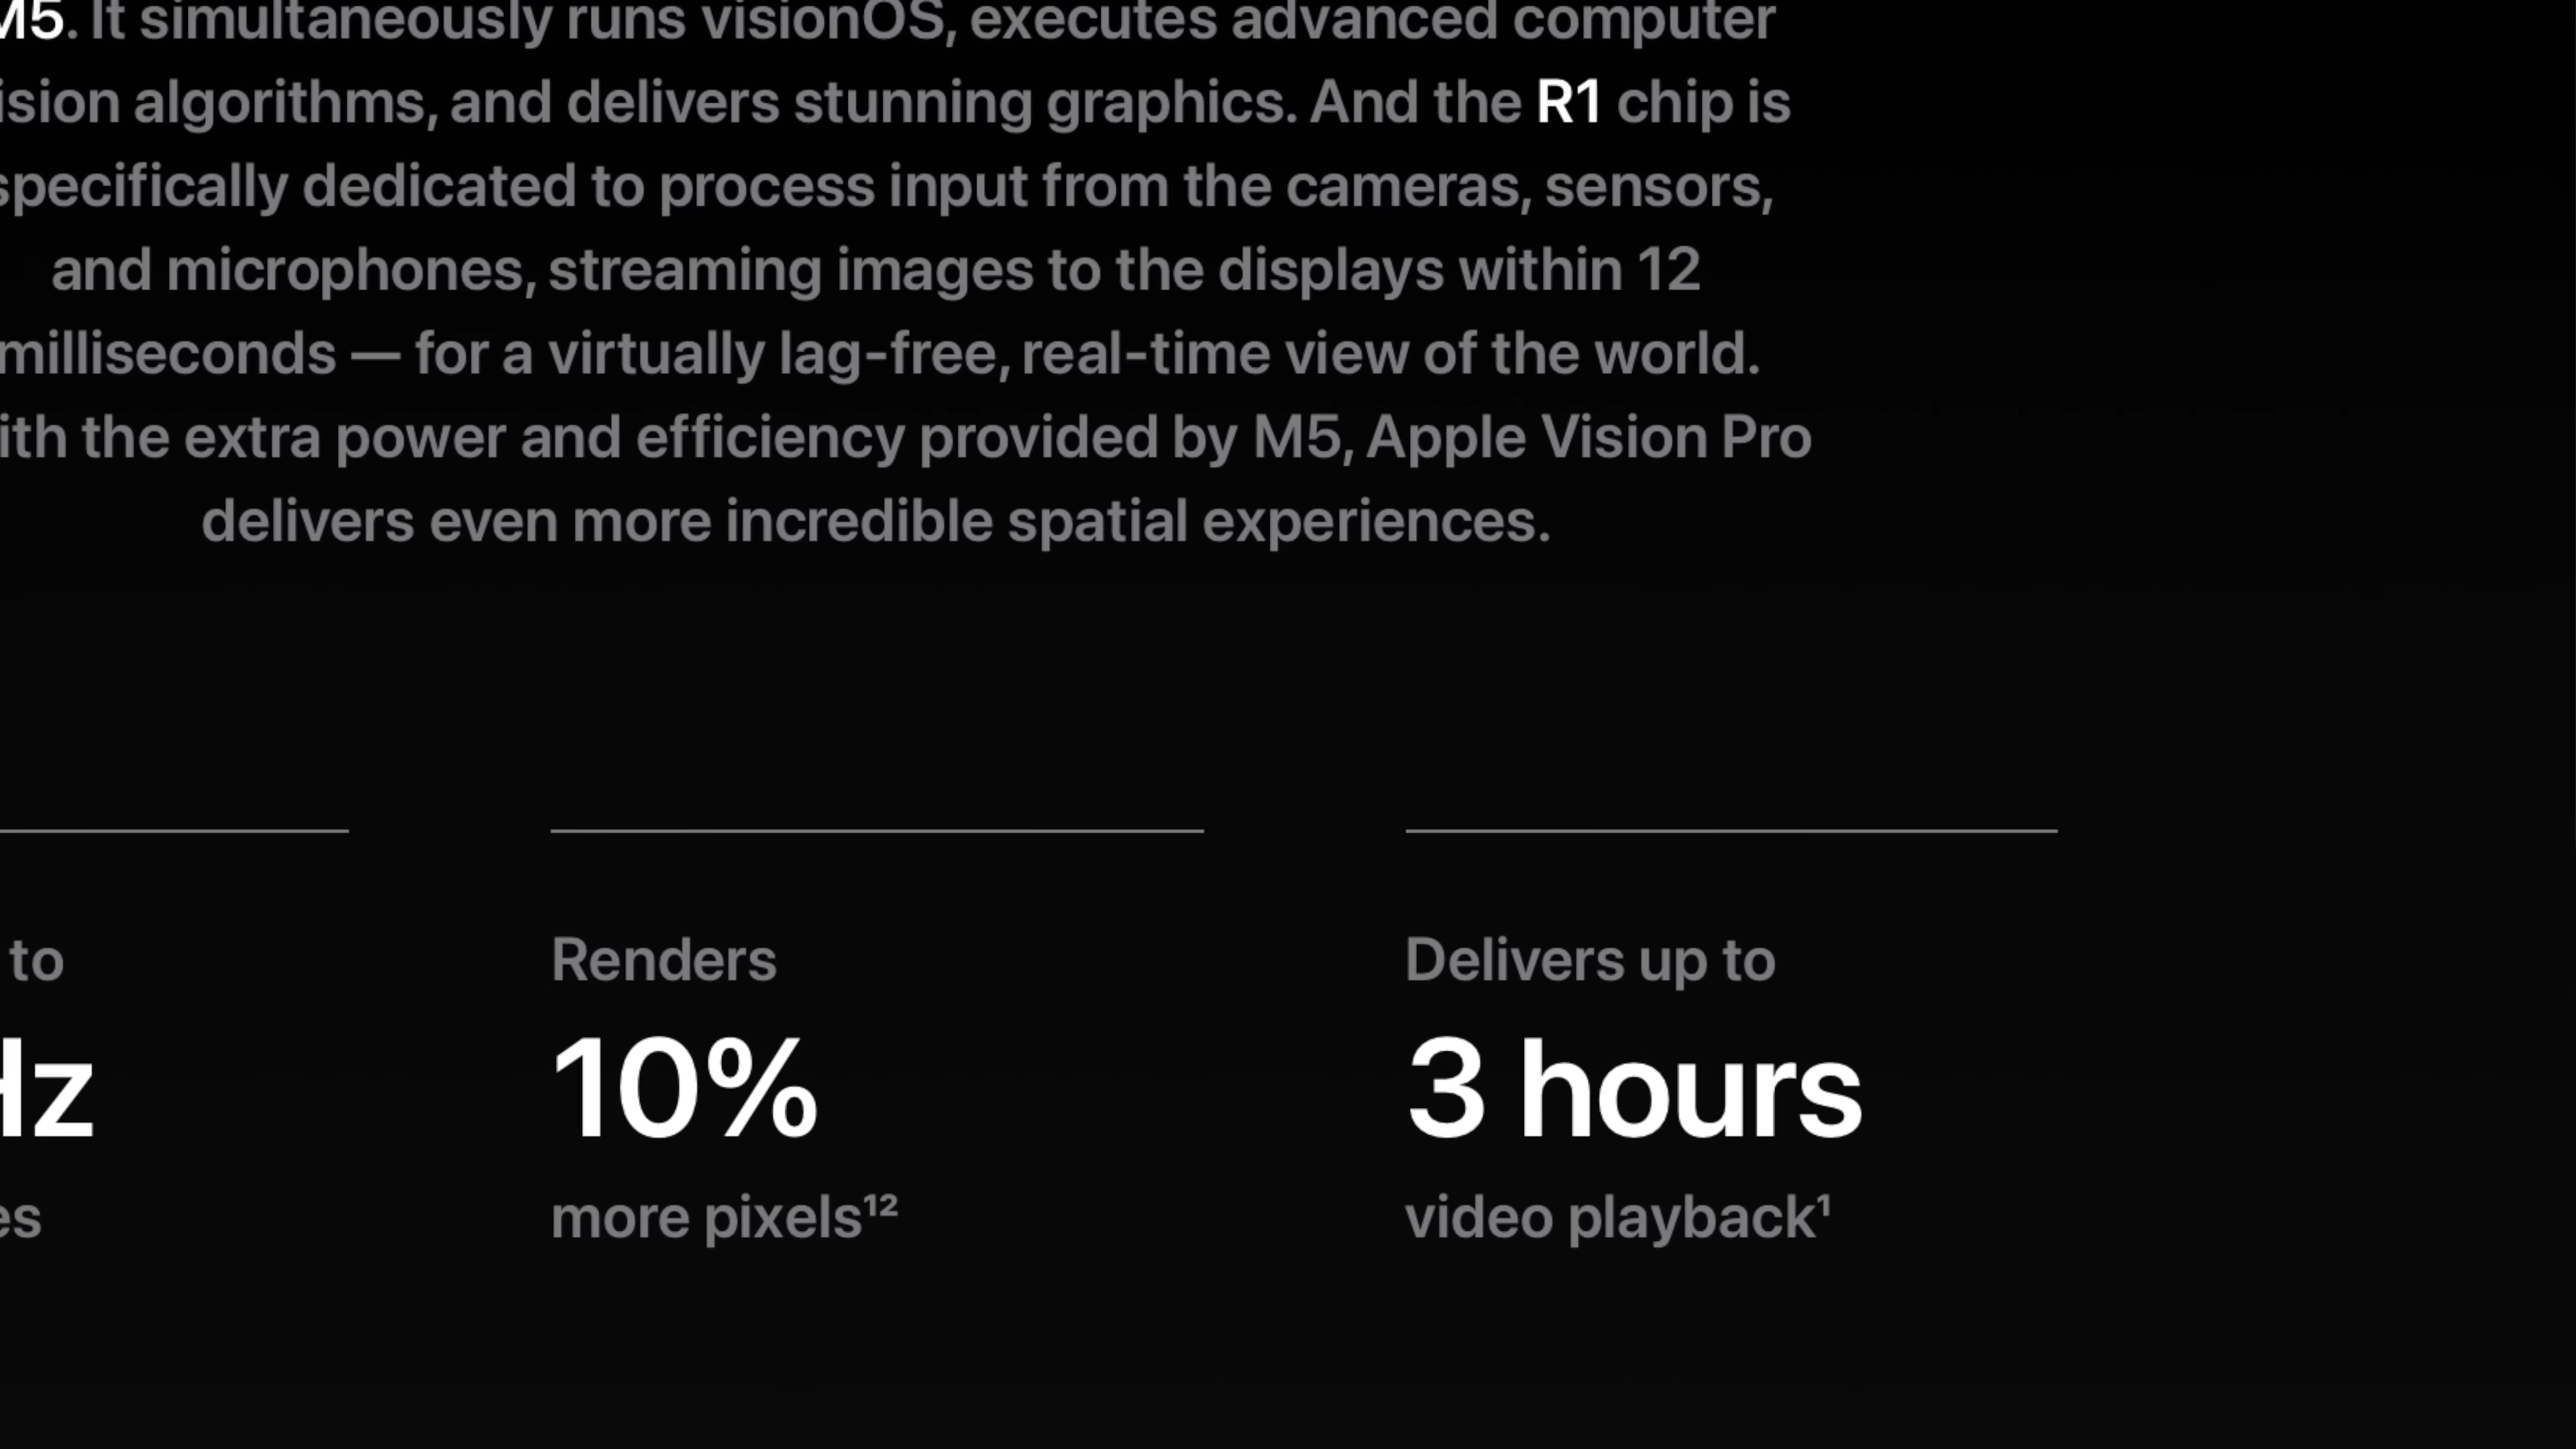 M5. It simultaneously runs visionOS, executes advanced computer
ision algorithms, and delivers stunning graphics. And the R1 chip is
specifically dedicated to process input from the cameras, sensors,
and microphones, streaming images to the displays within 12
milliseconds — for a virtually lag-free, real-time view of the world.
ith the extra power and efficiency provided by M5, Apple Vision Pro
delivers even more incredible spatial experiences.
to
Hz
es
Renders
10%
more pixels¹²
Delivers up to
3 hours
video playback¹